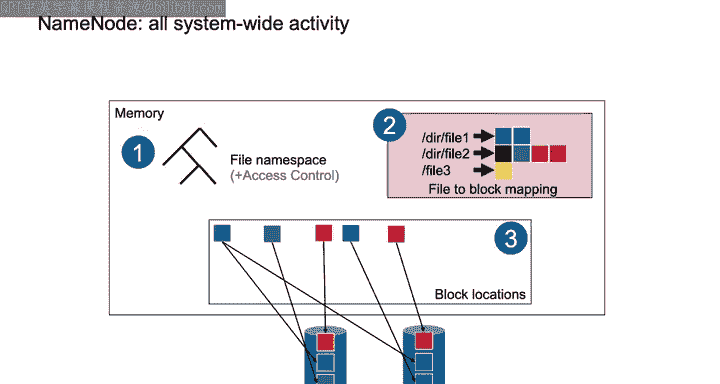 NameNode: all system-wide activity
Memory
1
File namespace
(+Access Control)
2
/dir/file1
/dir/file2
/file3
File to block mapping
3
Block locations